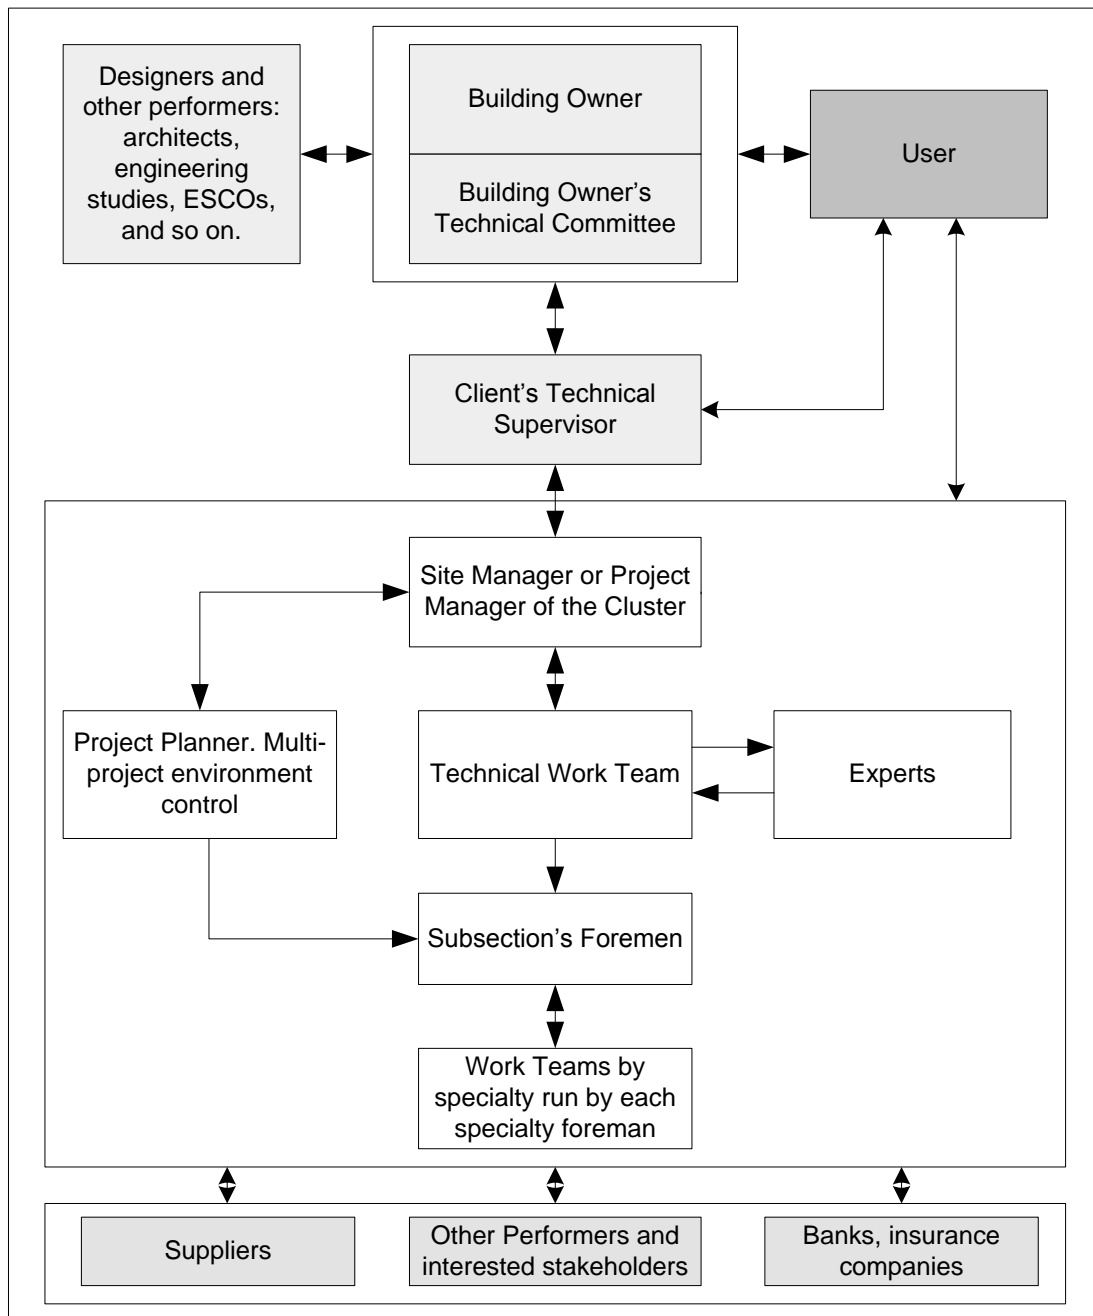 Designers and
other performers:
architects,
engineering
studies, ESCOs,
and so on.
Building Owner
Building Owner’s
Technical Committee
User
Client’s Technical
Supervisor
Site Manager or Project
Manager of the Cluster
Project Planner. Multi-
project environment
control
Technical Work Team
Experts
Subsection’s Foremen
Work Teams by
specialty run by each
specialty foreman
Suppliers
Other Performers and
interested stakeholders
Banks, insurance
companies